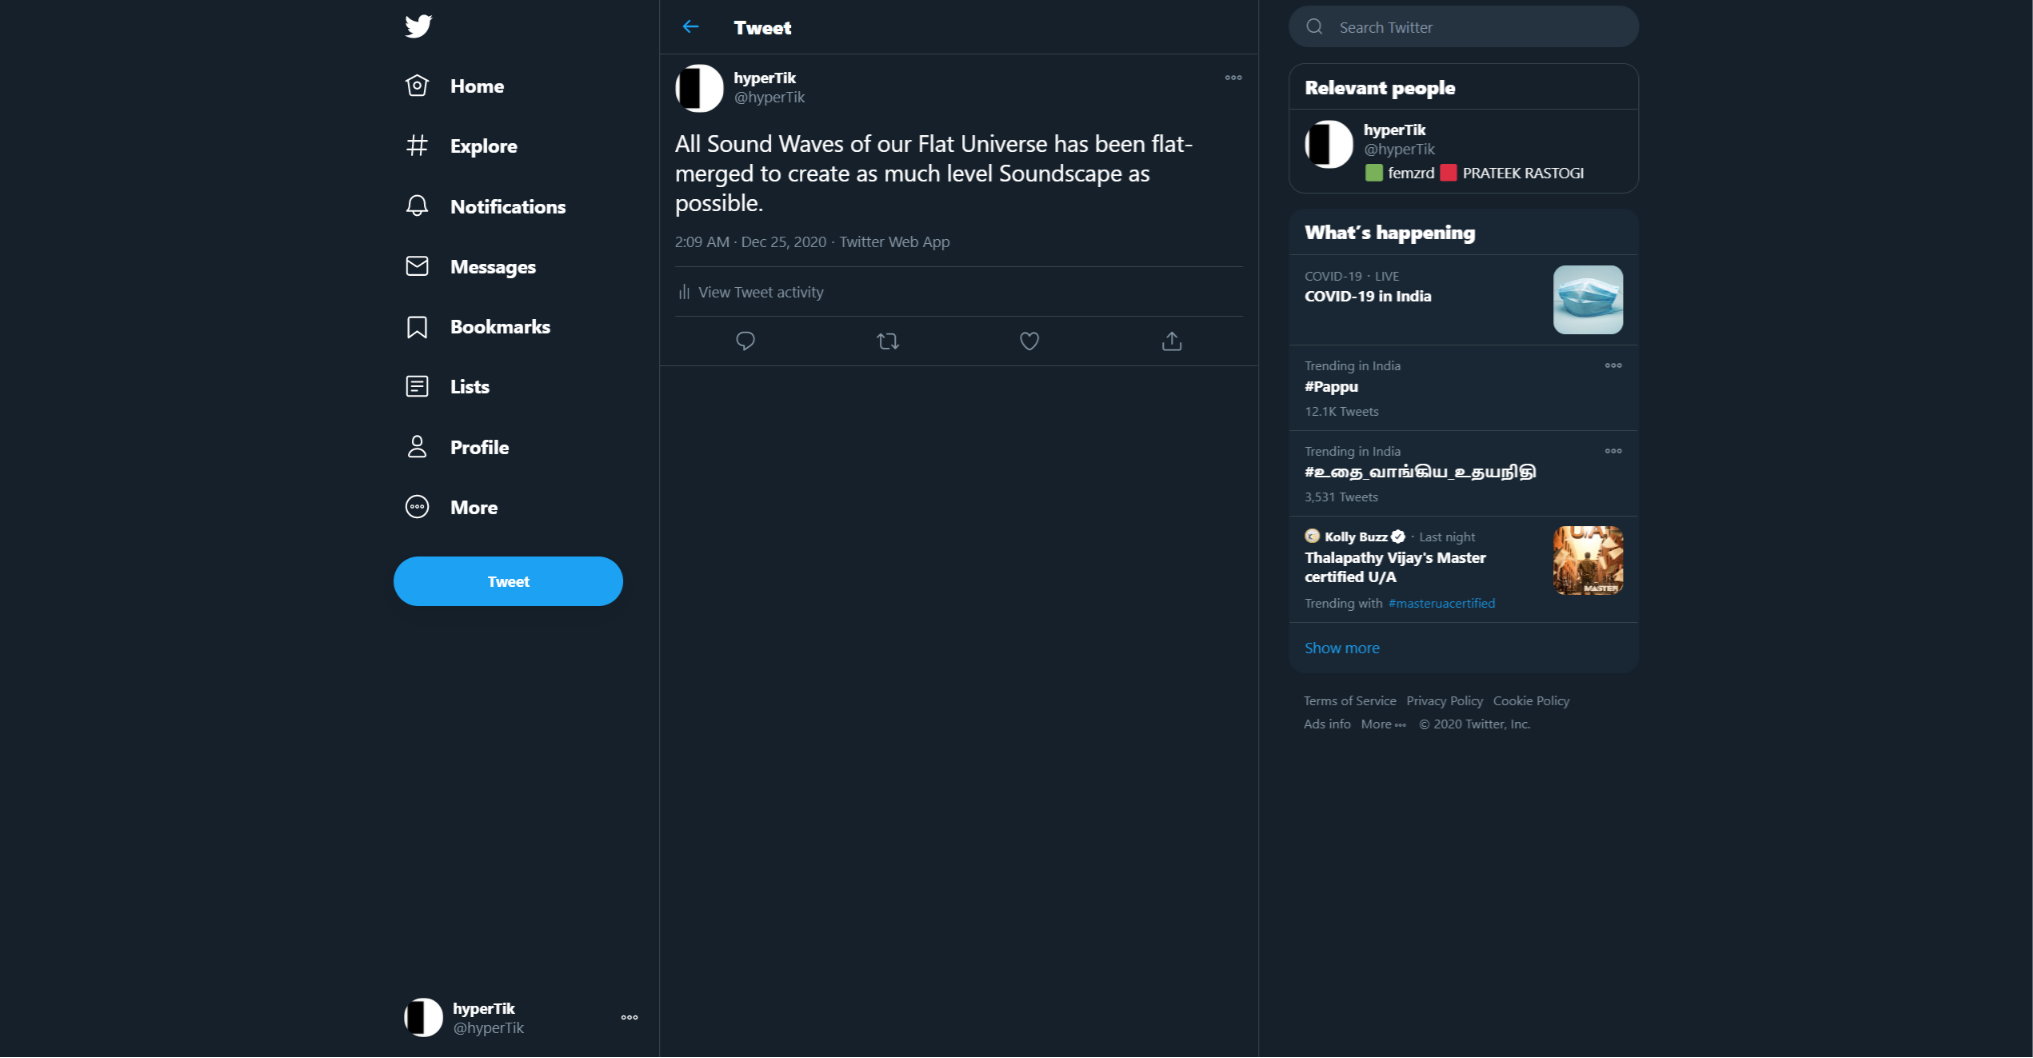 Home
Explore
Notifications
Messages
Bookmarks
Lists
Profile
More
Tweet
hyperTik
@hyperTik
Tweet
hyperTik
@hyperTik
All Sound Waves of our Flat Universe has been flat-
merged to create as much level Soundscape as
possible.
2:09 AM · Dec 25, 2020 · Twitter Web App
View Tweet activity
Search Twitter
Relevant people
hyperTik
@hyperTik
🟩 femzrd 🟥 PRATEEK RASTOGI
What's happening
COVID-19 · LIVE
COVID-19 in India
Trending in India
#Pappu
12.1K Tweets
Trending in India
#உதை_வாங்கிய_உதயநிதி
3,531 Tweets
Kolly Buzz · Last night
Thalapathy Vijay's Master
certified U/A
Trending with #masteruacertified
U/A
MASTER
Show more
Terms of Service Privacy Policy Cookie Policy
Ads info More ••• © 2020 Twitter, Inc.